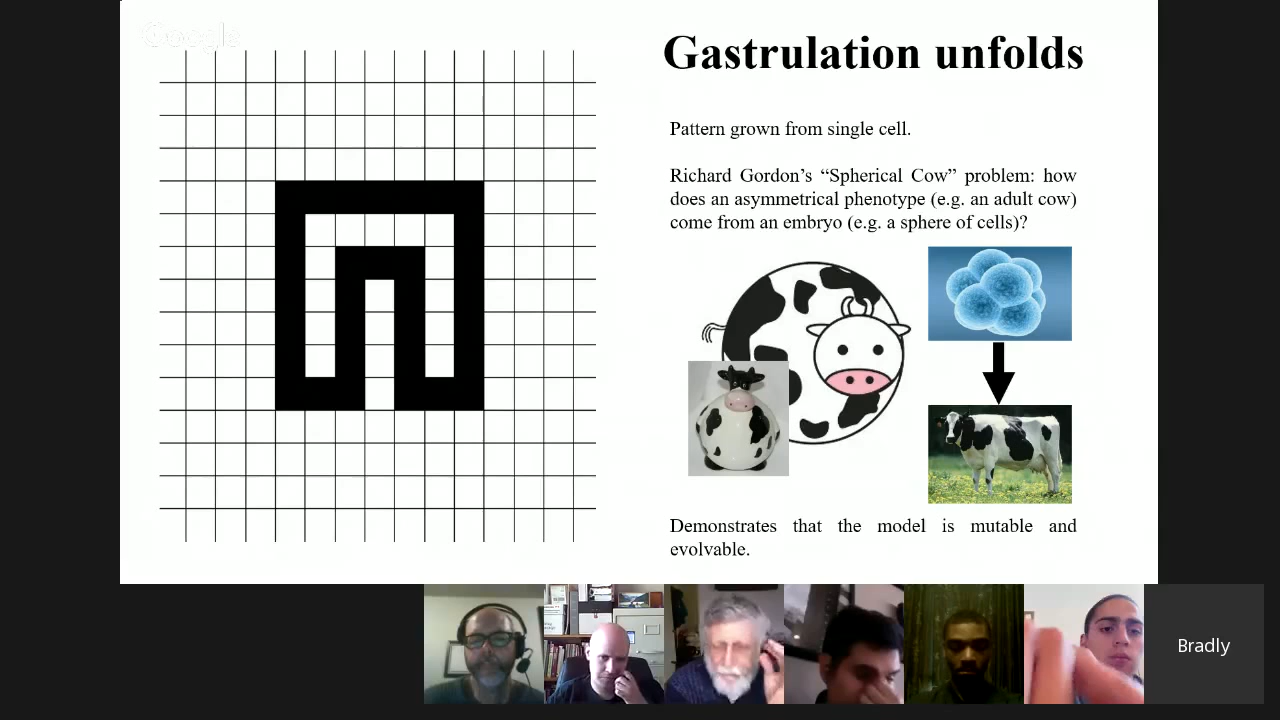 Google
Gastrulation unfolds
Pattern grown from single cell.
Richard Gordon’s “Spherical Cow” problem: how
does an asymmetrical phenotype (e.g. an adult cow)
come from an embryo (e.g. a sphere of cells)?
Demonstrates that the model is mutable and
evolvable.
Bradly